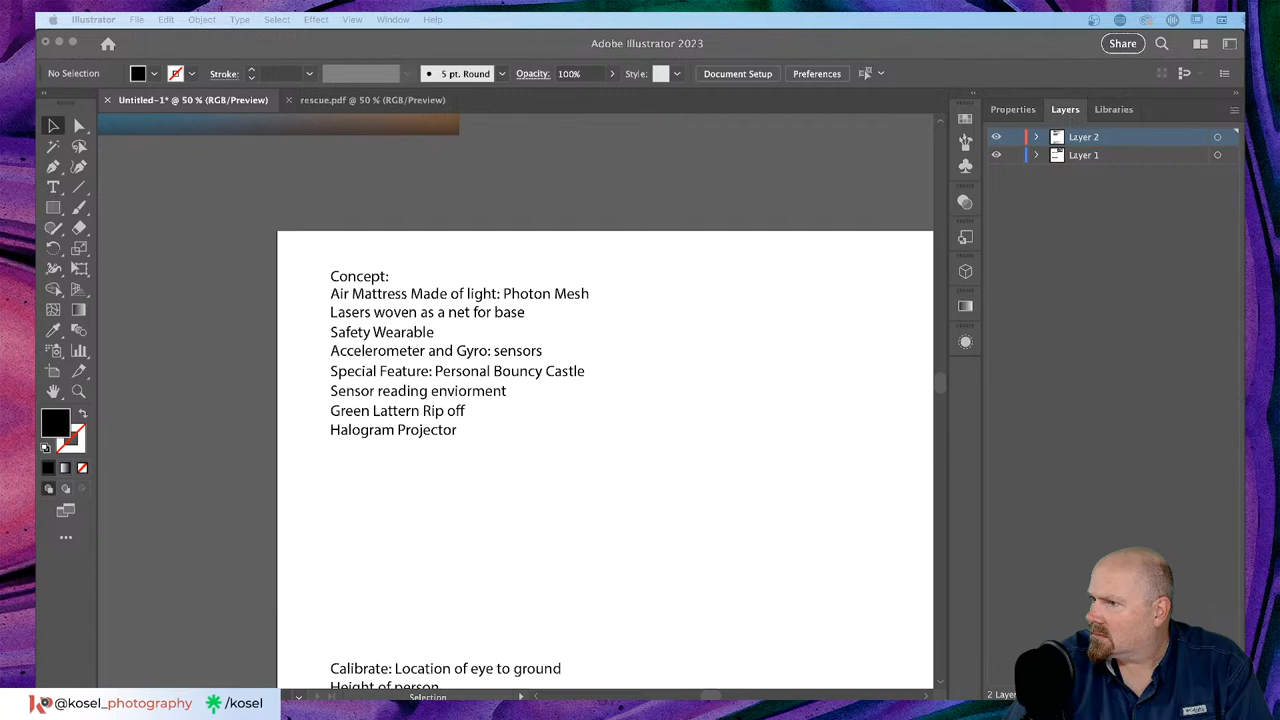 Illustrator File Edit Object Type Select Effect View Window Help
Adobe Illustrator 2023
Share
No Selection
Stroke:
5 pt. Round
Opacity: 100%
Style:
Document Setup
Preferences
Untitled-1* @ 50 % (RGB/Preview)
rescue.pdf @ 50 % (RGB/Preview)
Properties Layers Libraries
Layer 2
Layer 1
Concept:
Air Mattress Made of light: Photon Mesh
Lasers woven as a net for base
Safety Wearable
Accelerometer and Gyro: sensors
Special Feature: Personal Bouncy Castle
Sensor reading enviorment
Green Lattern Rip off
Halogram Projector
Calibrate: Location of eye to ground
Height of person
Selection
@kosel_photography
/kosel